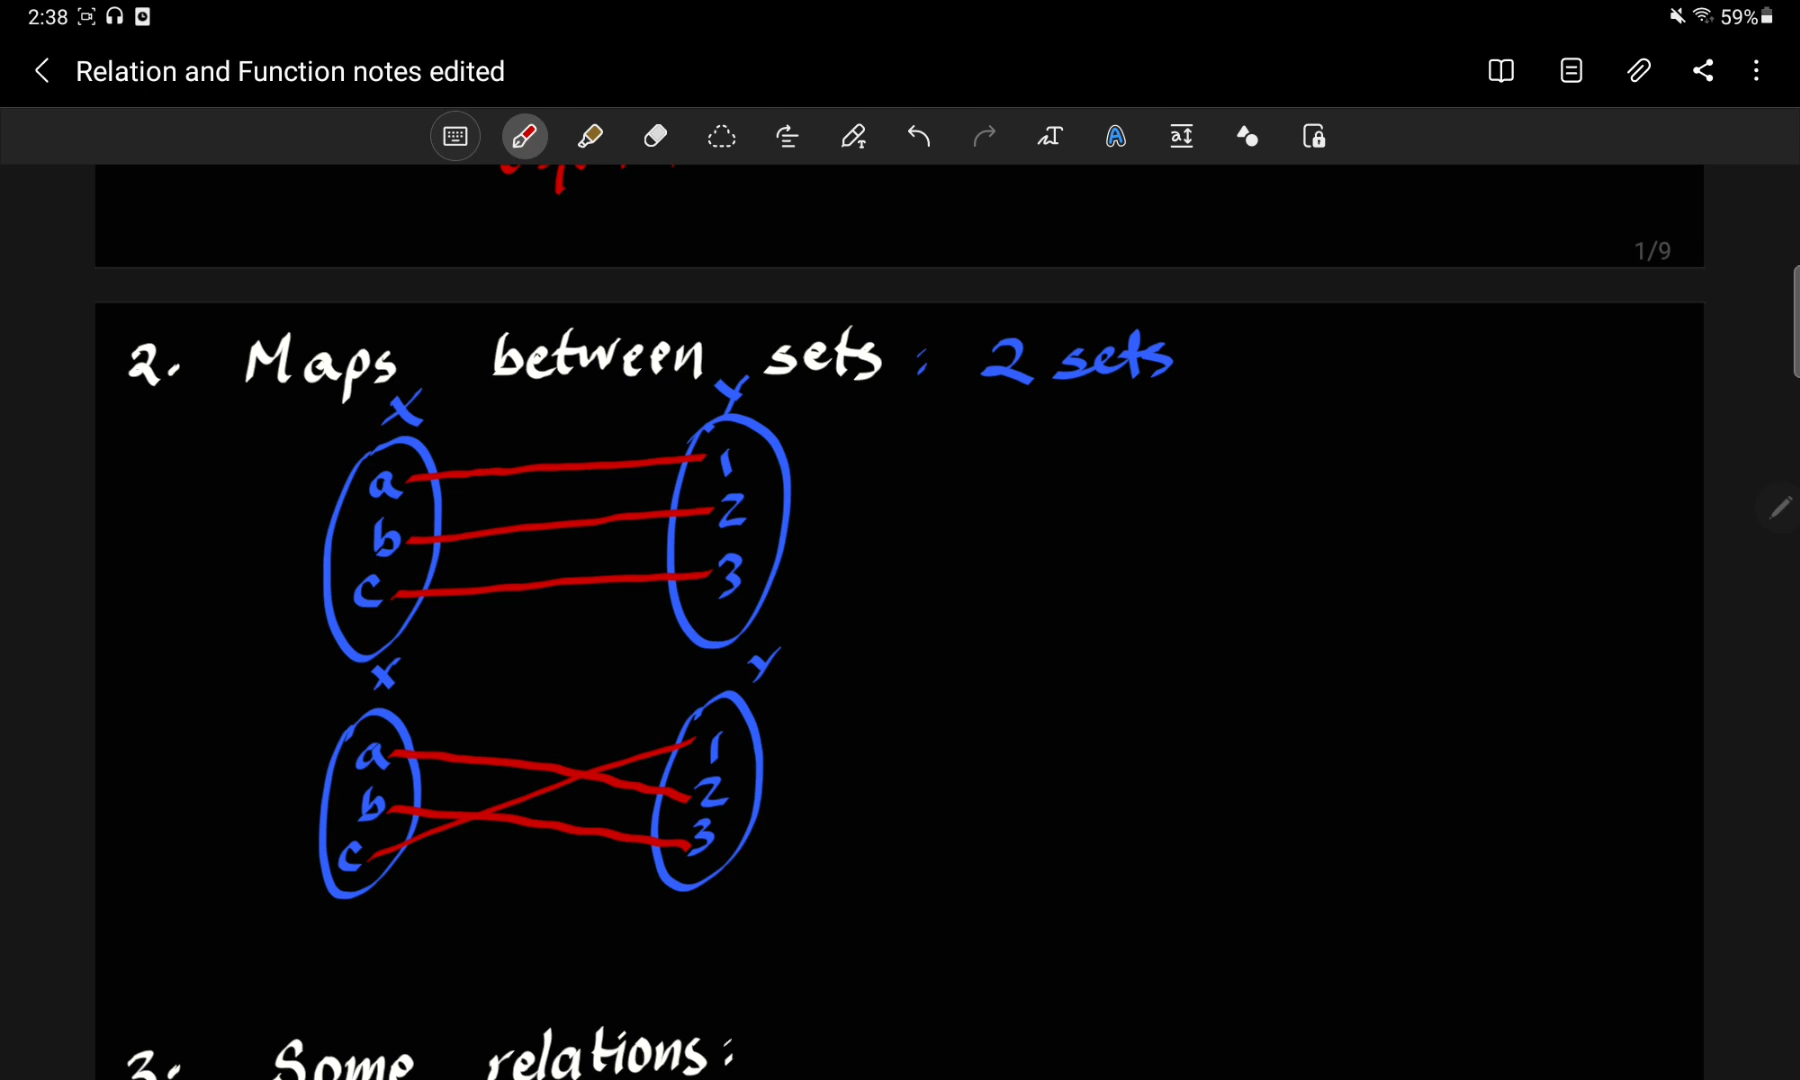 2:38 59%
Relation and Function notes edited
1/9
2. Maps between sets : 2 sets
X Y
a 1
b 2
c 3
X Y
a 1
b 2
c 3
3: Some relations: